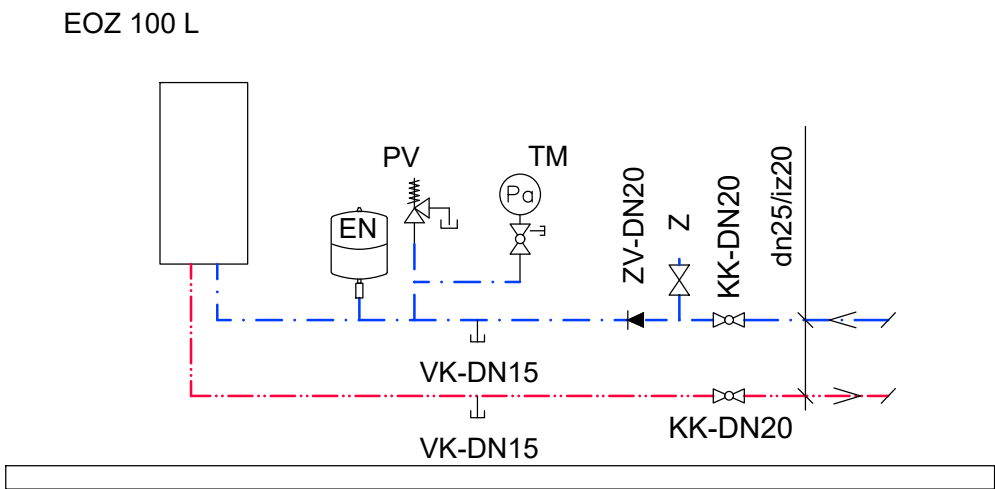 EOZ 100 L
PV
TM
Pa
EN
ZV-DN20
Z
KK-DN20
dn25/iz20
VK-DN15
KK-DN20
VK-DN15